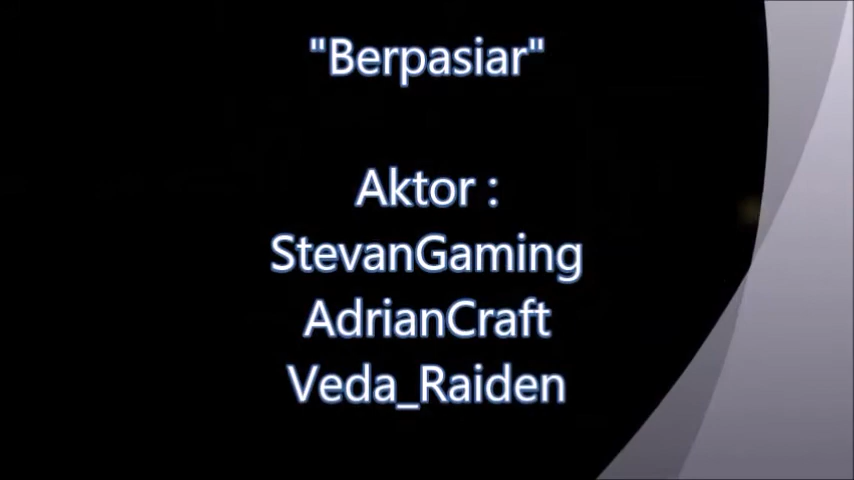 "Berpasiar"
Aktor :
StevanGaming
AdrianCraft
Veda_Raiden